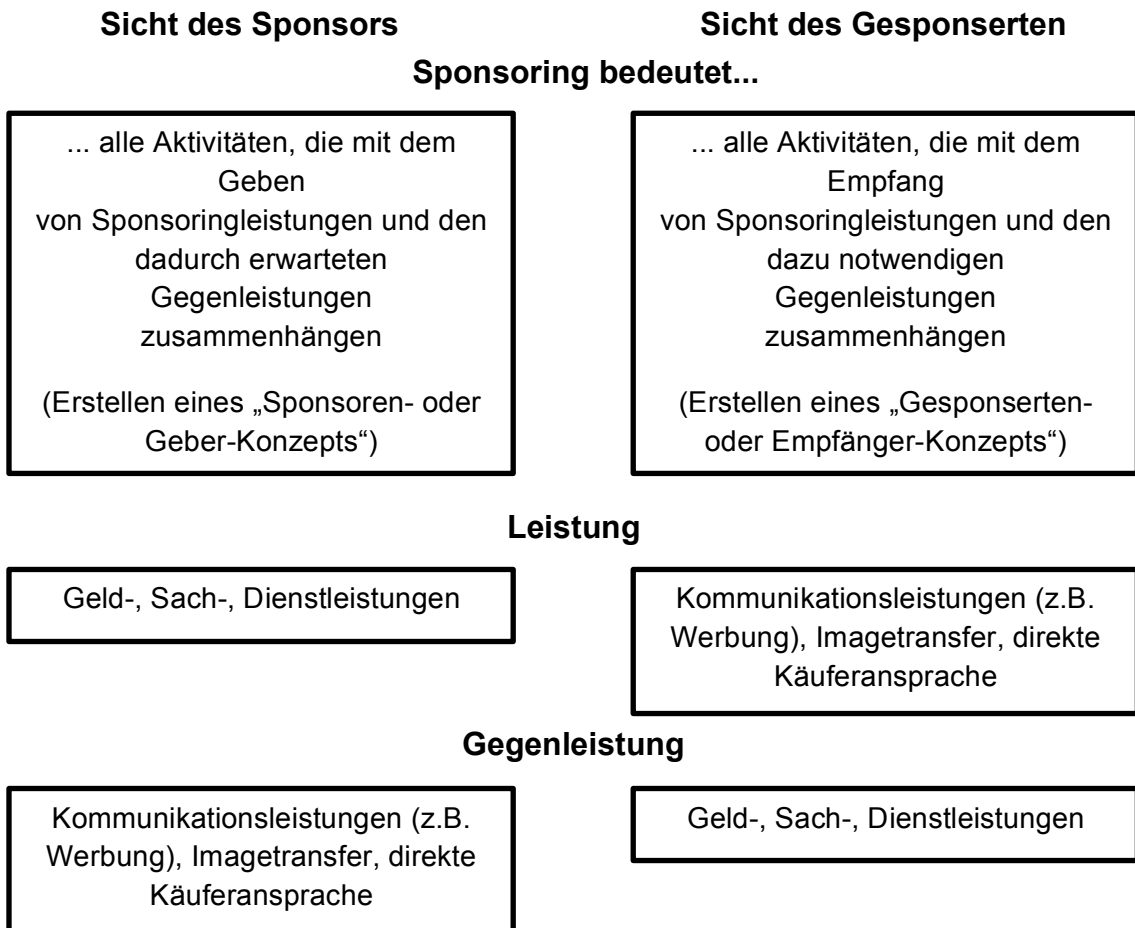 Sicht des Sponsors
Sicht des Gesponserten
Sponsoring bedeutet...
... alle Aktivitäten, die mit dem
Geben
von Sponsoringleistungen und den
dadurch erwarteten
Gegenleistungen
zusammenhängen
(Erstellen eines „Sponsoren- oder
Geber-Konzepts“)
... alle Aktivitäten, die mit dem
Empfang
von Sponsoringleistungen und den
dazu notwendigen
Gegenleistungen
zusammenhängen
(Erstellen eines „Gesponserten-
oder Empfänger-Konzepts“)
Leistung
Geld-, Sach-, Dienstleistungen
Kommunikationsleistungen (z.B.
Werbung), Imagetransfer, direkte
Käuferansprache
Gegenleistung
Kommunikationsleistungen (z.B.
Werbung), Imagetransfer, direkte
Käuferansprache
Geld-, Sach-, Dienstleistungen